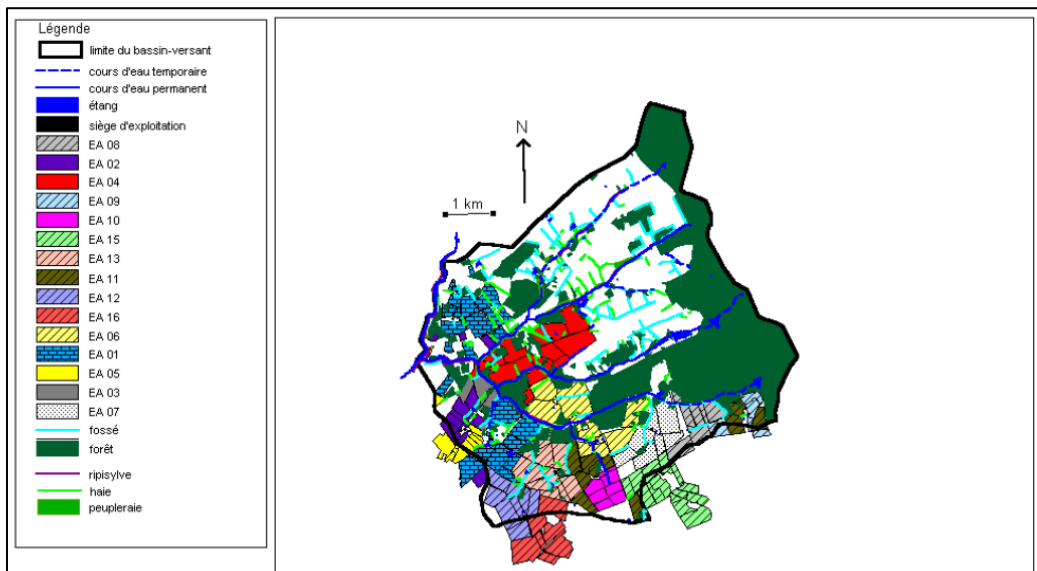 Légende
limite du bassin-versant
cours d'eau temporaire
cours d'eau permanent
étang
siège d'exploitation
EA 08
EA 02
EA 04
EA 09
EA 10
EA 15
EA 13
EA 11
EA 12
EA 16
EA 06
EA 01
EA 05
EA 03
EA 07
fossé
forêt
ripisylve
haie
peupleraie
N
1 km